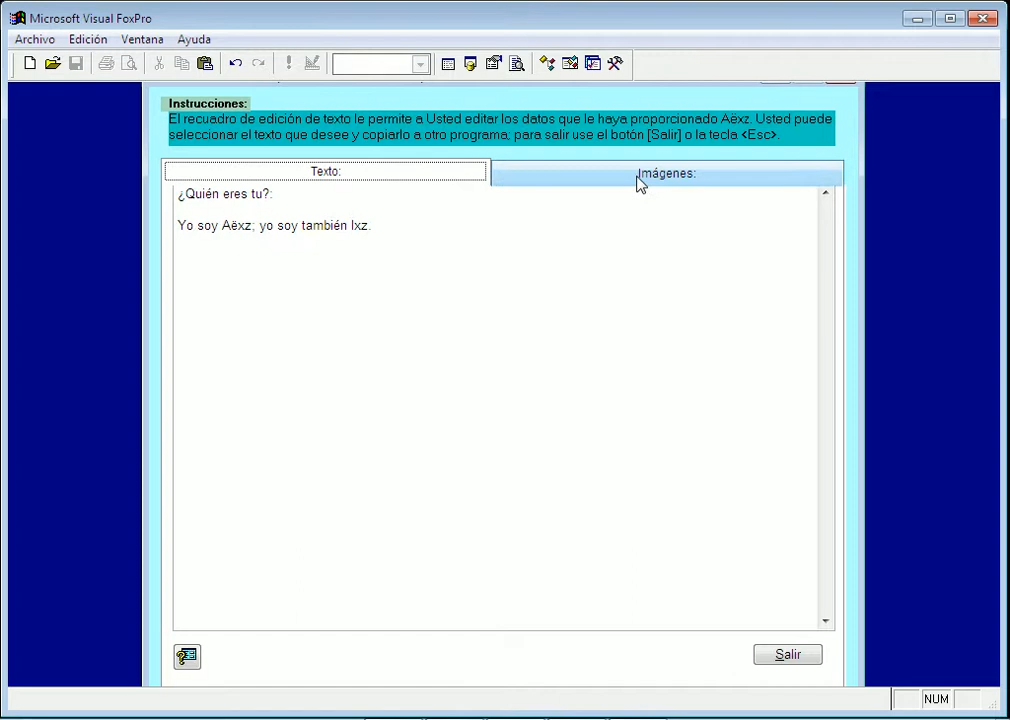 Microsoft Visual FoxPro
Archivo Edición Ventana Ayuda
Instrucciones:
El recuadro de edición de texto le permite a Usted editar los datos que le haya proporcionado Aëxz. Usted puede
seleccionar el texto que desee y copiarlo a otro programa; para salir use el botón [Salir] o la tecla <Esc>.
Texto: Imágenes:
¿Quién eres tu?:
Yo soy Aëxz; yo soy también Ixz.
Salir
NUM